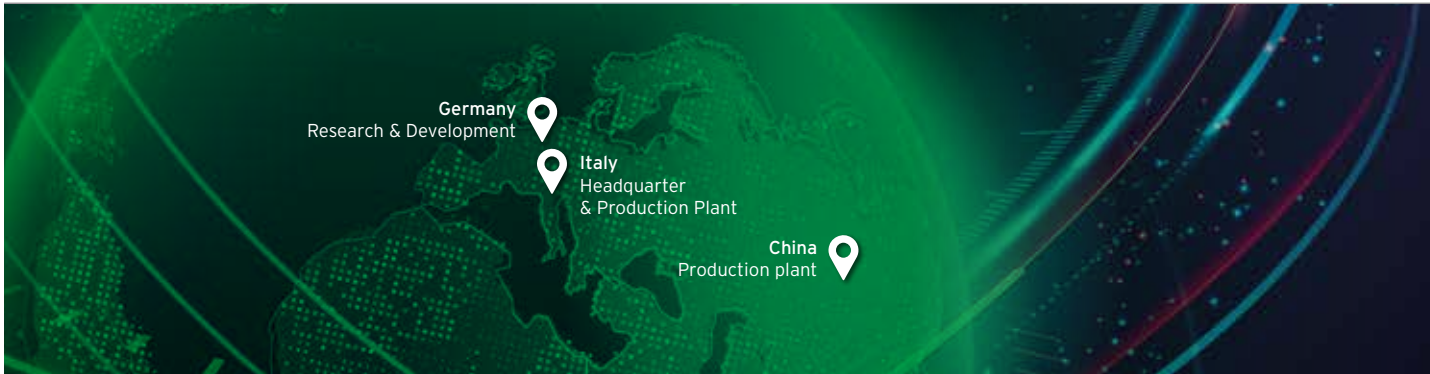 Germany
Research & Development
Italy
Headquarter
& Production Plant
China
Production plant